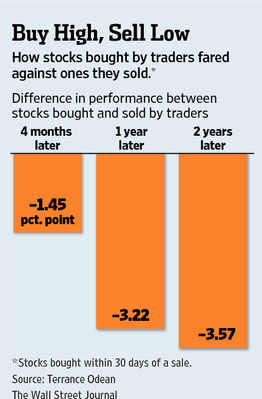 Buy High, Sell Low
How stocks bought by traders fared
against ones they sold.*
Difference in performance between
stocks bought and sold by traders
4 months
later
1 year
later
2 years
later
–1.45
pct. point
–3.22
–3.57
*Stocks bought within 30 days of a sale.
Source: Terrance Odean
The Wall Street Journal